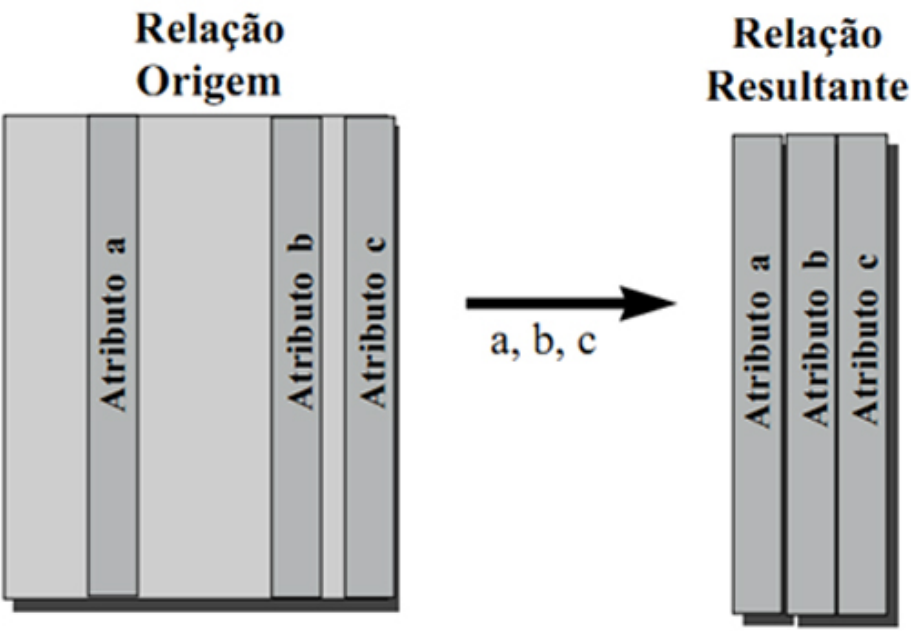 Relação
Origem
Atributo a
Atributo b
Atributo c
a, b, c
Relação
Resultante
Atributo a
Atributo b
Atributo c